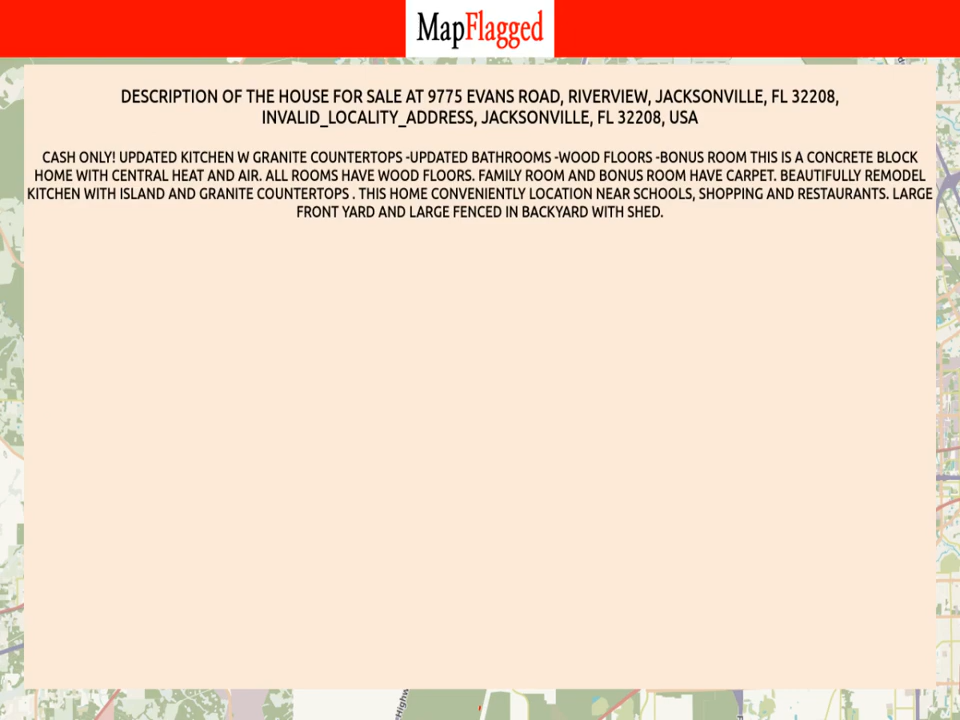 MapFlagged
DESCRIPTION OF THE HOUSE FOR SALE AT 9775 EVANS ROAD, RIVERVIEW, JACKSONVILLE, FL 32208,
INVALID_LOCALITY_ADDRESS, JACKSONVILLE, FL 32208, USA
CASH ONLY! UPDATED KITCHEN W GRANITE COUNTERTOPS -UPDATED BATHROOMS -WOOD FLOORS -BONUS ROOM THIS IS A CONCRETE BLOCK
HOME WITH CENTRAL HEAT AND AIR. ALL ROOMS HAVE WOOD FLOORS. FAMILY ROOM AND BONUS ROOM HAVE CARPET. BEAUTIFULLY REMODEL
KITCHEN WITH ISLAND AND GRANITE COUNTERTOPS . THIS HOME CONVENIENTLY LOCATION NEAR SCHOOLS, SHOPPING AND RESTAURANTS. LARGE
FRONT YARD AND LARGE FENCED IN BACKYARD WITH SHED.